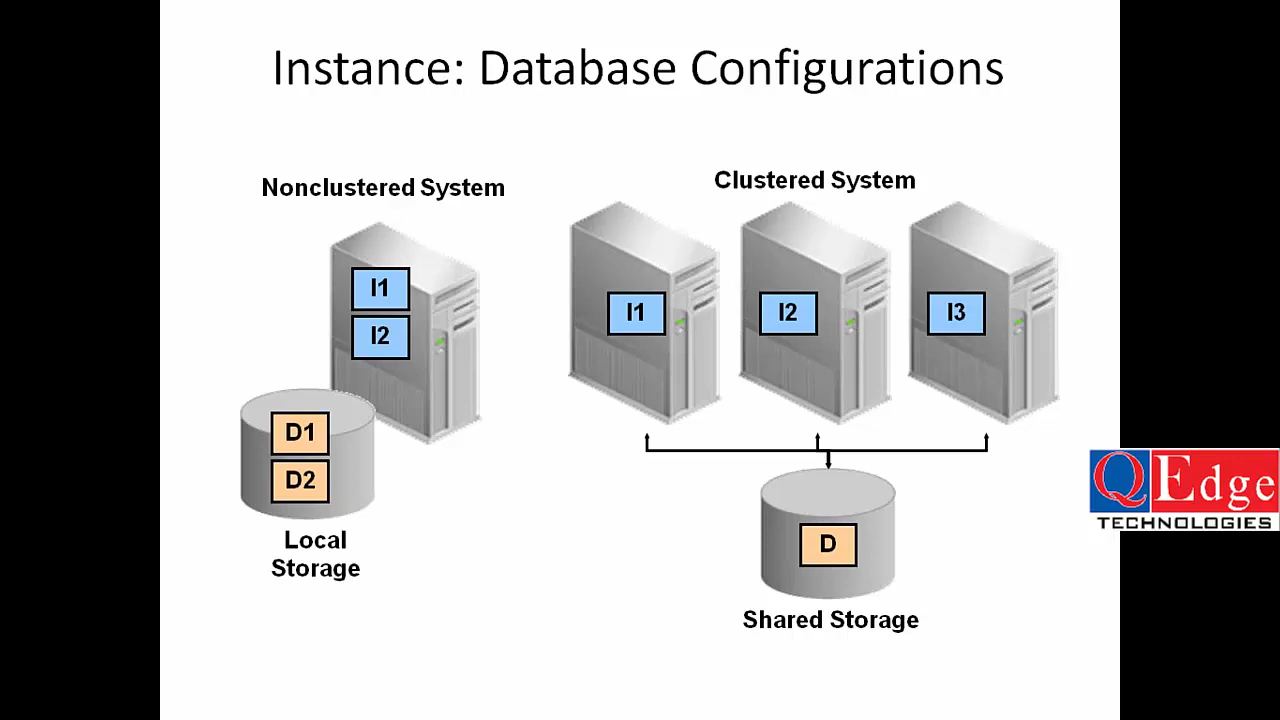 Instance: Database Configurations
Nonclustered System
I1
I2
D1
D2
Local
Storage
Clustered System
I1
I2
I3
D
Shared Storage
QEdge
TECHNOLOGIES